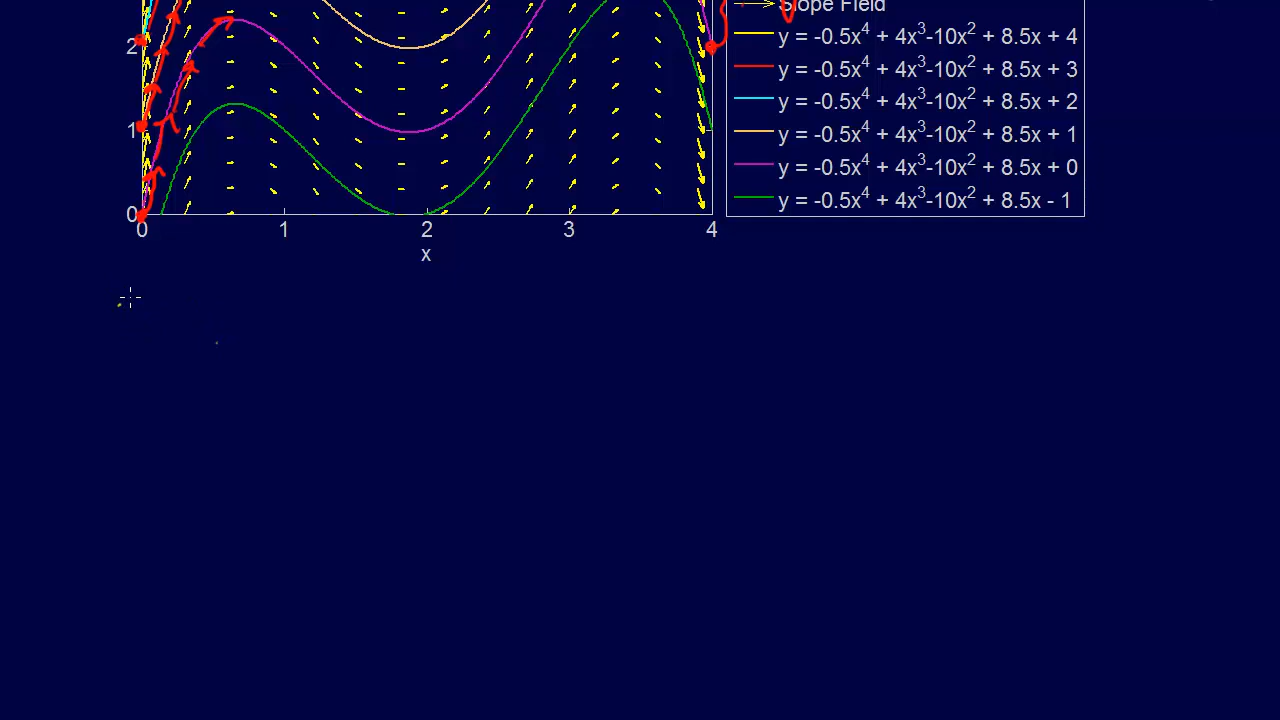 Slope Field
y = -0.5x⁴ + 4x³-10x² + 8.5x + 4
y = -0.5x⁴ + 4x³-10x² + 8.5x + 3
y = -0.5x⁴ + 4x³-10x² + 8.5x + 2
y = -0.5x⁴ + 4x³-10x² + 8.5x + 1
y = -0.5x⁴ + 4x³-10x² + 8.5x + 0
y = -0.5x⁴ + 4x³-10x² + 8.5x - 1
2
1
0
0 1 2 3 4
x